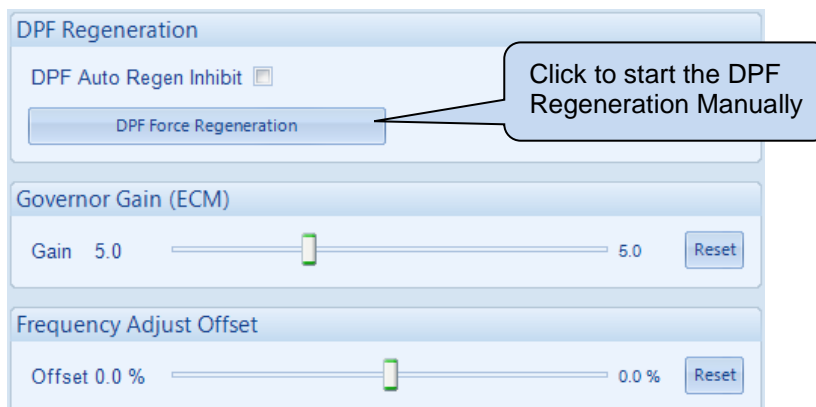 DPF Regeneration
DPF Auto Regen Inhibit
Click to start the DPF
Regeneration Manually
DPF Force Regeneration
Governor Gain (ECM)
Gain 5.0 5.0 Reset
Frequency Adjust Offset
Offset 0.0 % 0.0 % Reset